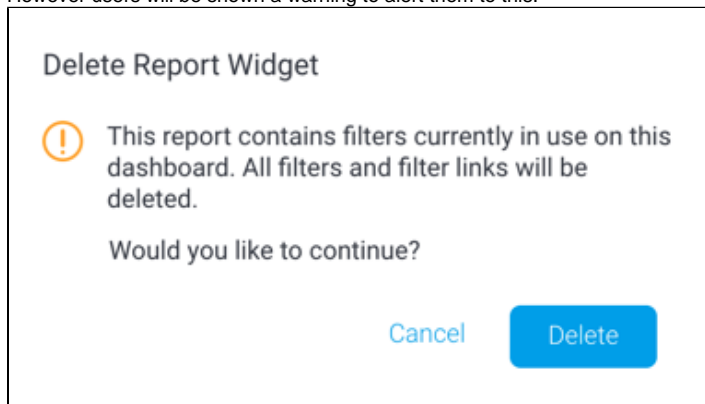 However users will be shown a warning to alert them to this.
Delete Report Widget
This report contains filters currently in use on this
dashboard. All filters and filter links will be
deleted.
Would you like to continue?
Cancel
Delete